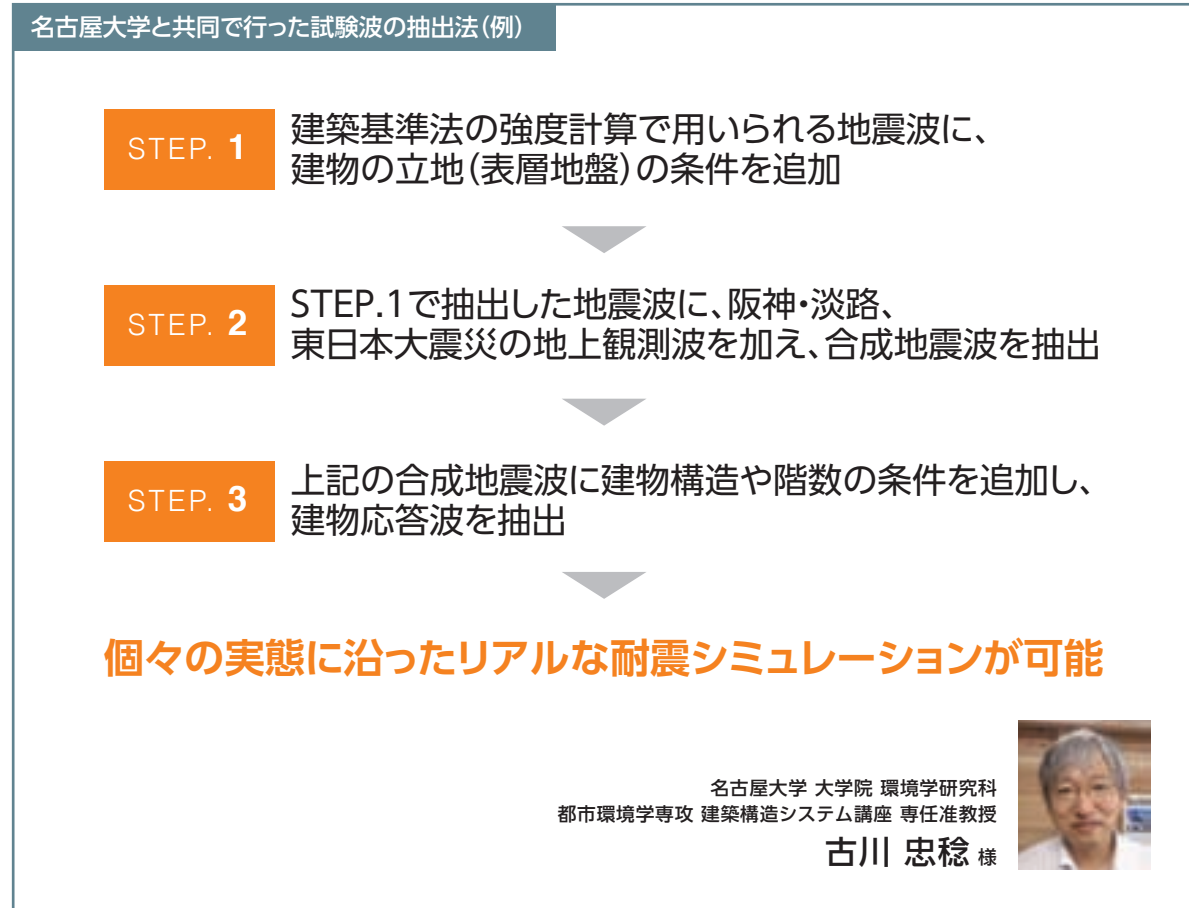 名古屋大学と共同で行った試験波の抽出法（例）
STEP. 1
建築基準法の強度計算で用いられる地震波に、
建物の立地（表層地盤）の条件を追加
STEP. 2
STEP.1で抽出した地震波に、阪神・淡路、
東日本大震災の地上観測波を加え、合成地震波を抽出
STEP. 3
上記の合成地震波に建物構造や階数の条件を追加し、
建物応答波を抽出
個々の実態に沿ったリアルな耐震シミュレーションが可能
名古屋大学 大学院 環境学研究科
都市環境学専攻 建築構造システム講座 専任准教授
古川 忠稔 様